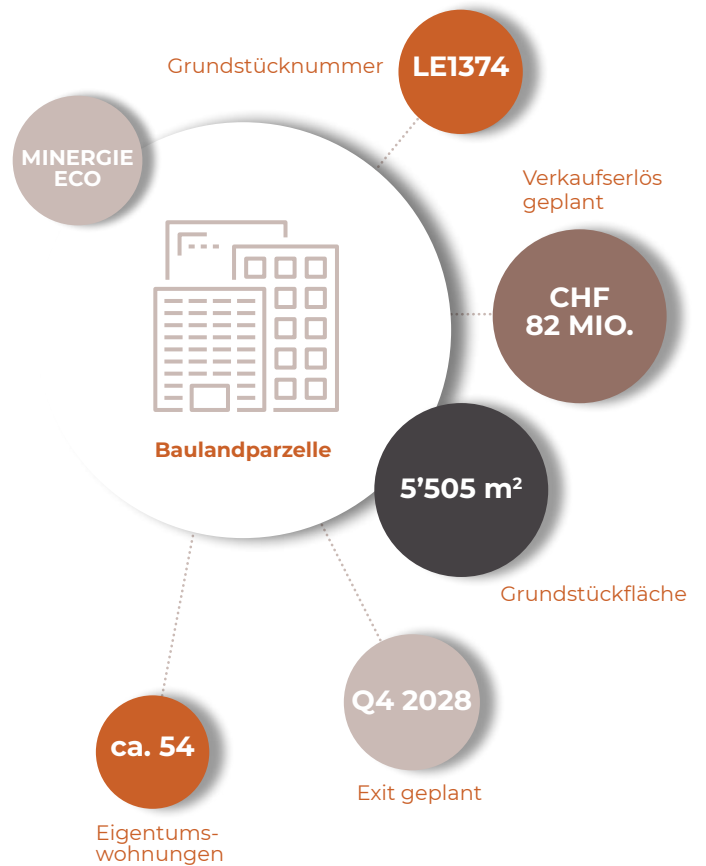 Grundstücknummer
LE1374
MINERGIE
ECO
Verkaufserlös
geplant
CHF
82 MIO.
Baulandparzelle
5’505 m²
Grundstückfläche
Q4 2028
Exit geplant
ca. 54
Eigentums-
wohnungen